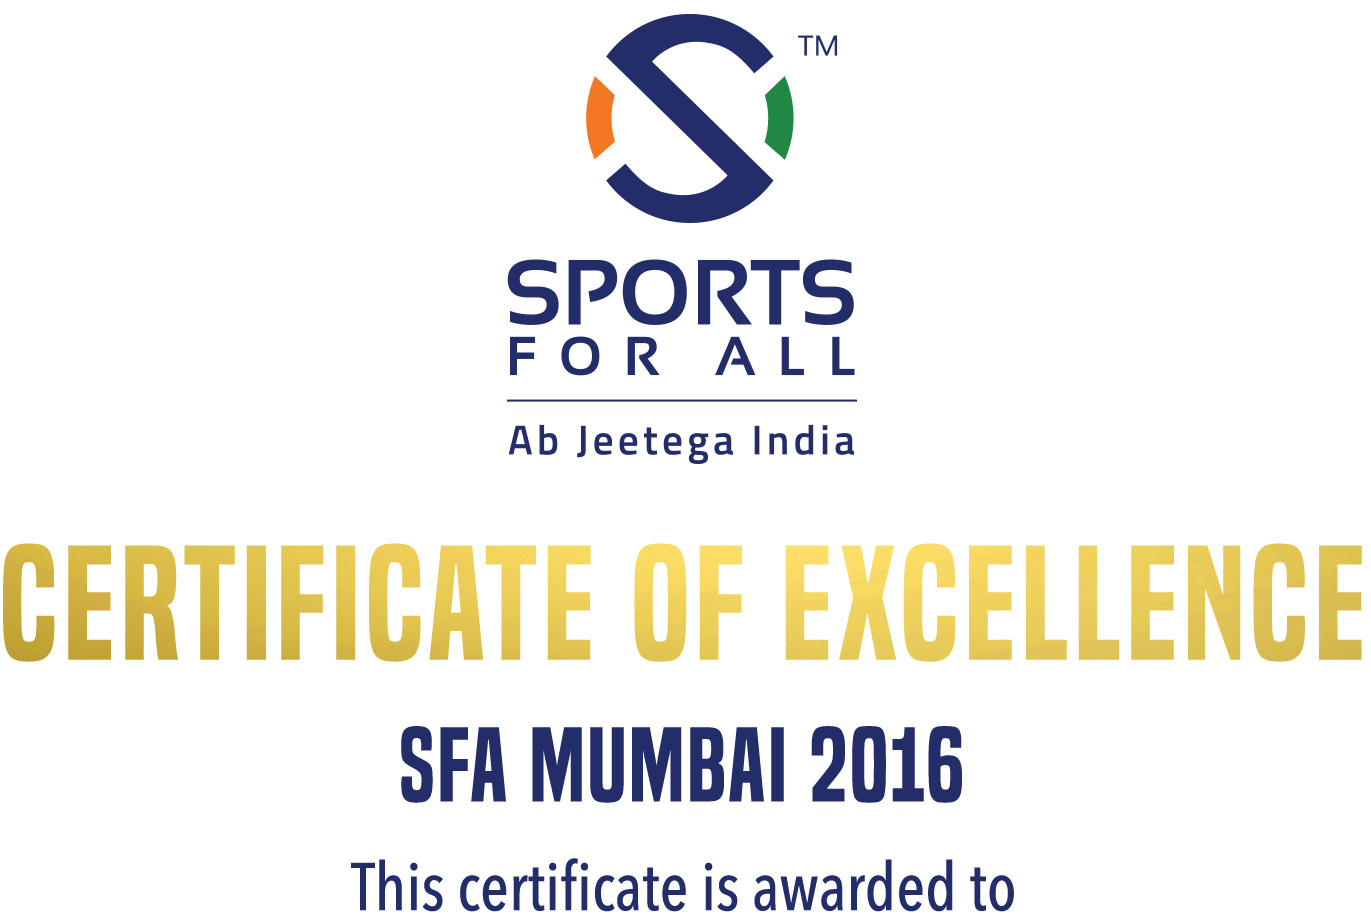 TM
SPORTS
FOR ALL
Ab Jeetega India
CERTIFICATE OF EXCELLENCE
SFA MUMBAI 2016
This certificate is awarded to